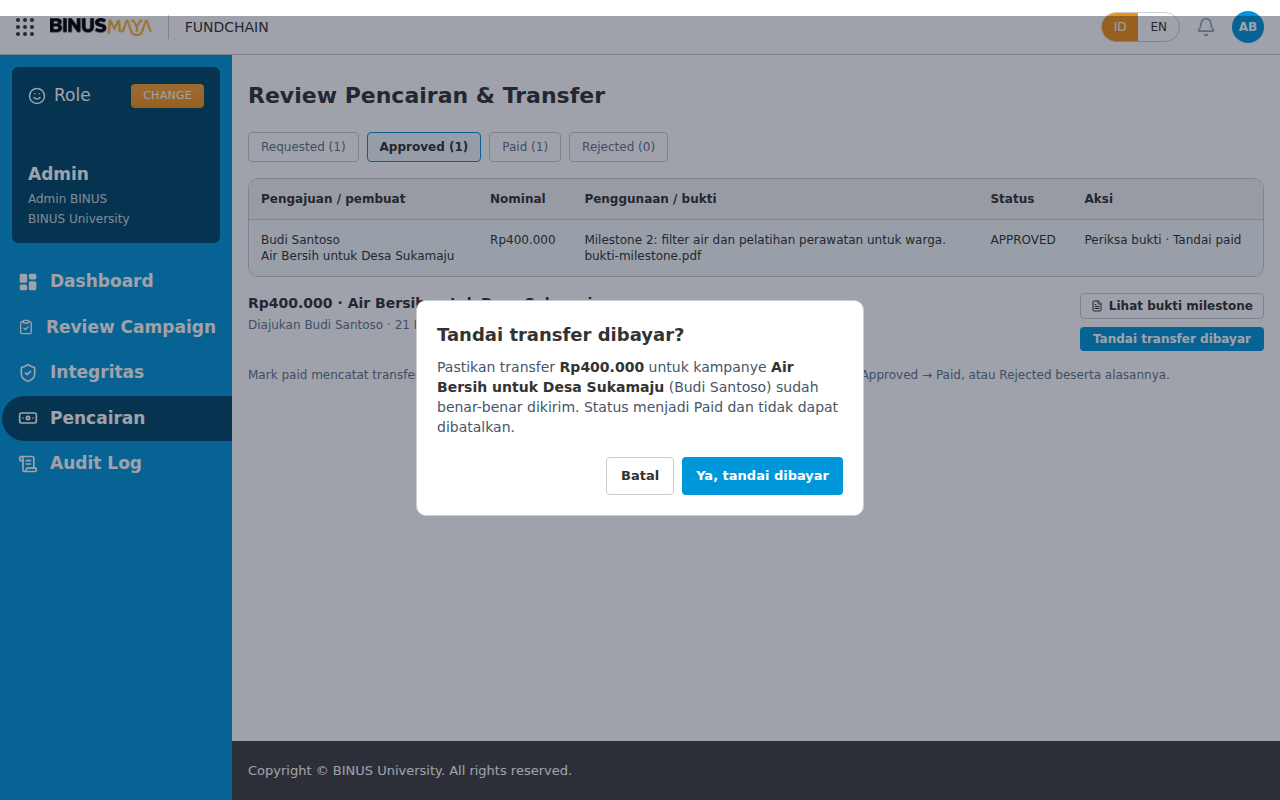 BINUSMAYA
FUNDCHAIN
ID
EN
AB
Role
CHANGE
Admin
Admin BINUS
BINUS University
Dashboard
Review Campaign
Integritas
Pencairan
Audit Log
Review Pencairan & Transfer
Requested (1)
Approved (1)
Paid (1)
Rejected (0)
Pengajuan / pembuat
Nominal
Penggunaan / bukti
Status
Aksi
Budi Santoso
Air Bersih untuk Desa Sukamaju
Rp400.000
Milestone 2: filter air dan pelatihan perawatan untuk warga.
bukti-milestone.pdf
APPROVED
Periksa bukti · Tandai paid
Rp400.000 · Air Bersih
Diajukan Budi Santoso · 21
Lihat bukti milestone
Tandai transfer dibayar
Mark paid mencatat
Approved → Paid, atau Rejected beserta alasannya.
Tandai transfer dibayar?
Pastikan transfer Rp400.000 untuk kampanye Air
Bersih untuk Desa Sukamaju (Budi Santoso) sudah
benar-benar dikirim. Status menjadi Paid dan tidak dapat
dibatalkan.
Batal
Ya, tandai dibayar
Copyright © BINUS University. All rights reserved.